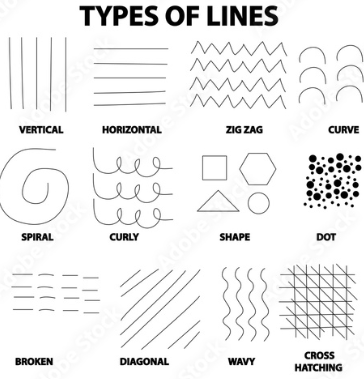 TYPES OF LINES
VERTICAL
HORIZONTAL
ZIG ZAG
CURVE
SPIRAL
CURLY
SHAPE
DOT
BROKEN
DIAGONAL
WAVY
CROSS
HATCHING